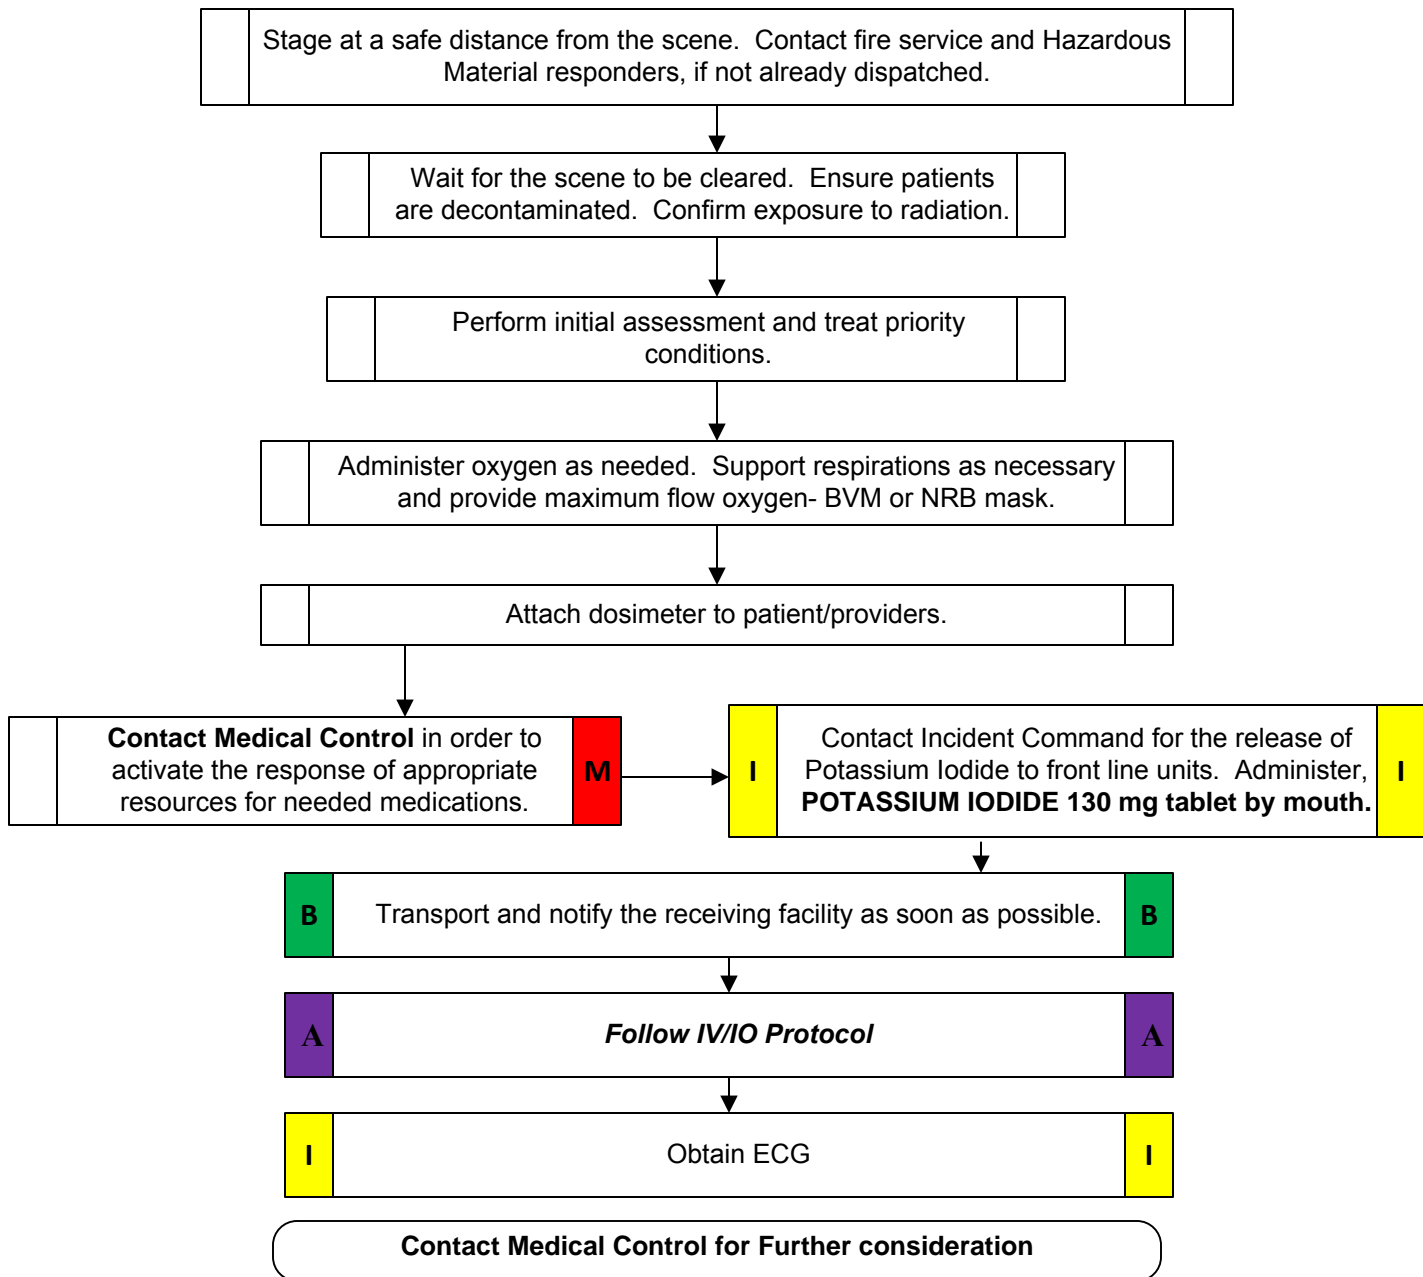 Stage at a safe distance from the scene.  Contact fire service and Hazardous
Material responders, if not already dispatched.
Wait for the scene to be cleared.  Ensure patients
are decontaminated.  Confirm exposure to radiation.
Perform initial assessment and treat priority
conditions.
Administer oxygen as needed.  Support respirations as necessary
and provide maximum flow oxygen- BVM or NRB mask.
Attach dosimeter to patient/providers.
Contact Medical Control in order to
activate the response of appropriate
resources for needed medications.
M
I
Contact Incident Command for the release of
Potassium Iodide to front line units.  Administer,
POTASSIUM IODIDE 130 mg tablet by mouth.
I
B
Transport and notify the receiving facility as soon as possible.
B
A
Follow IV/IO Protocol
A
I
Obtain ECG
I
Contact Medical Control for Further consideration